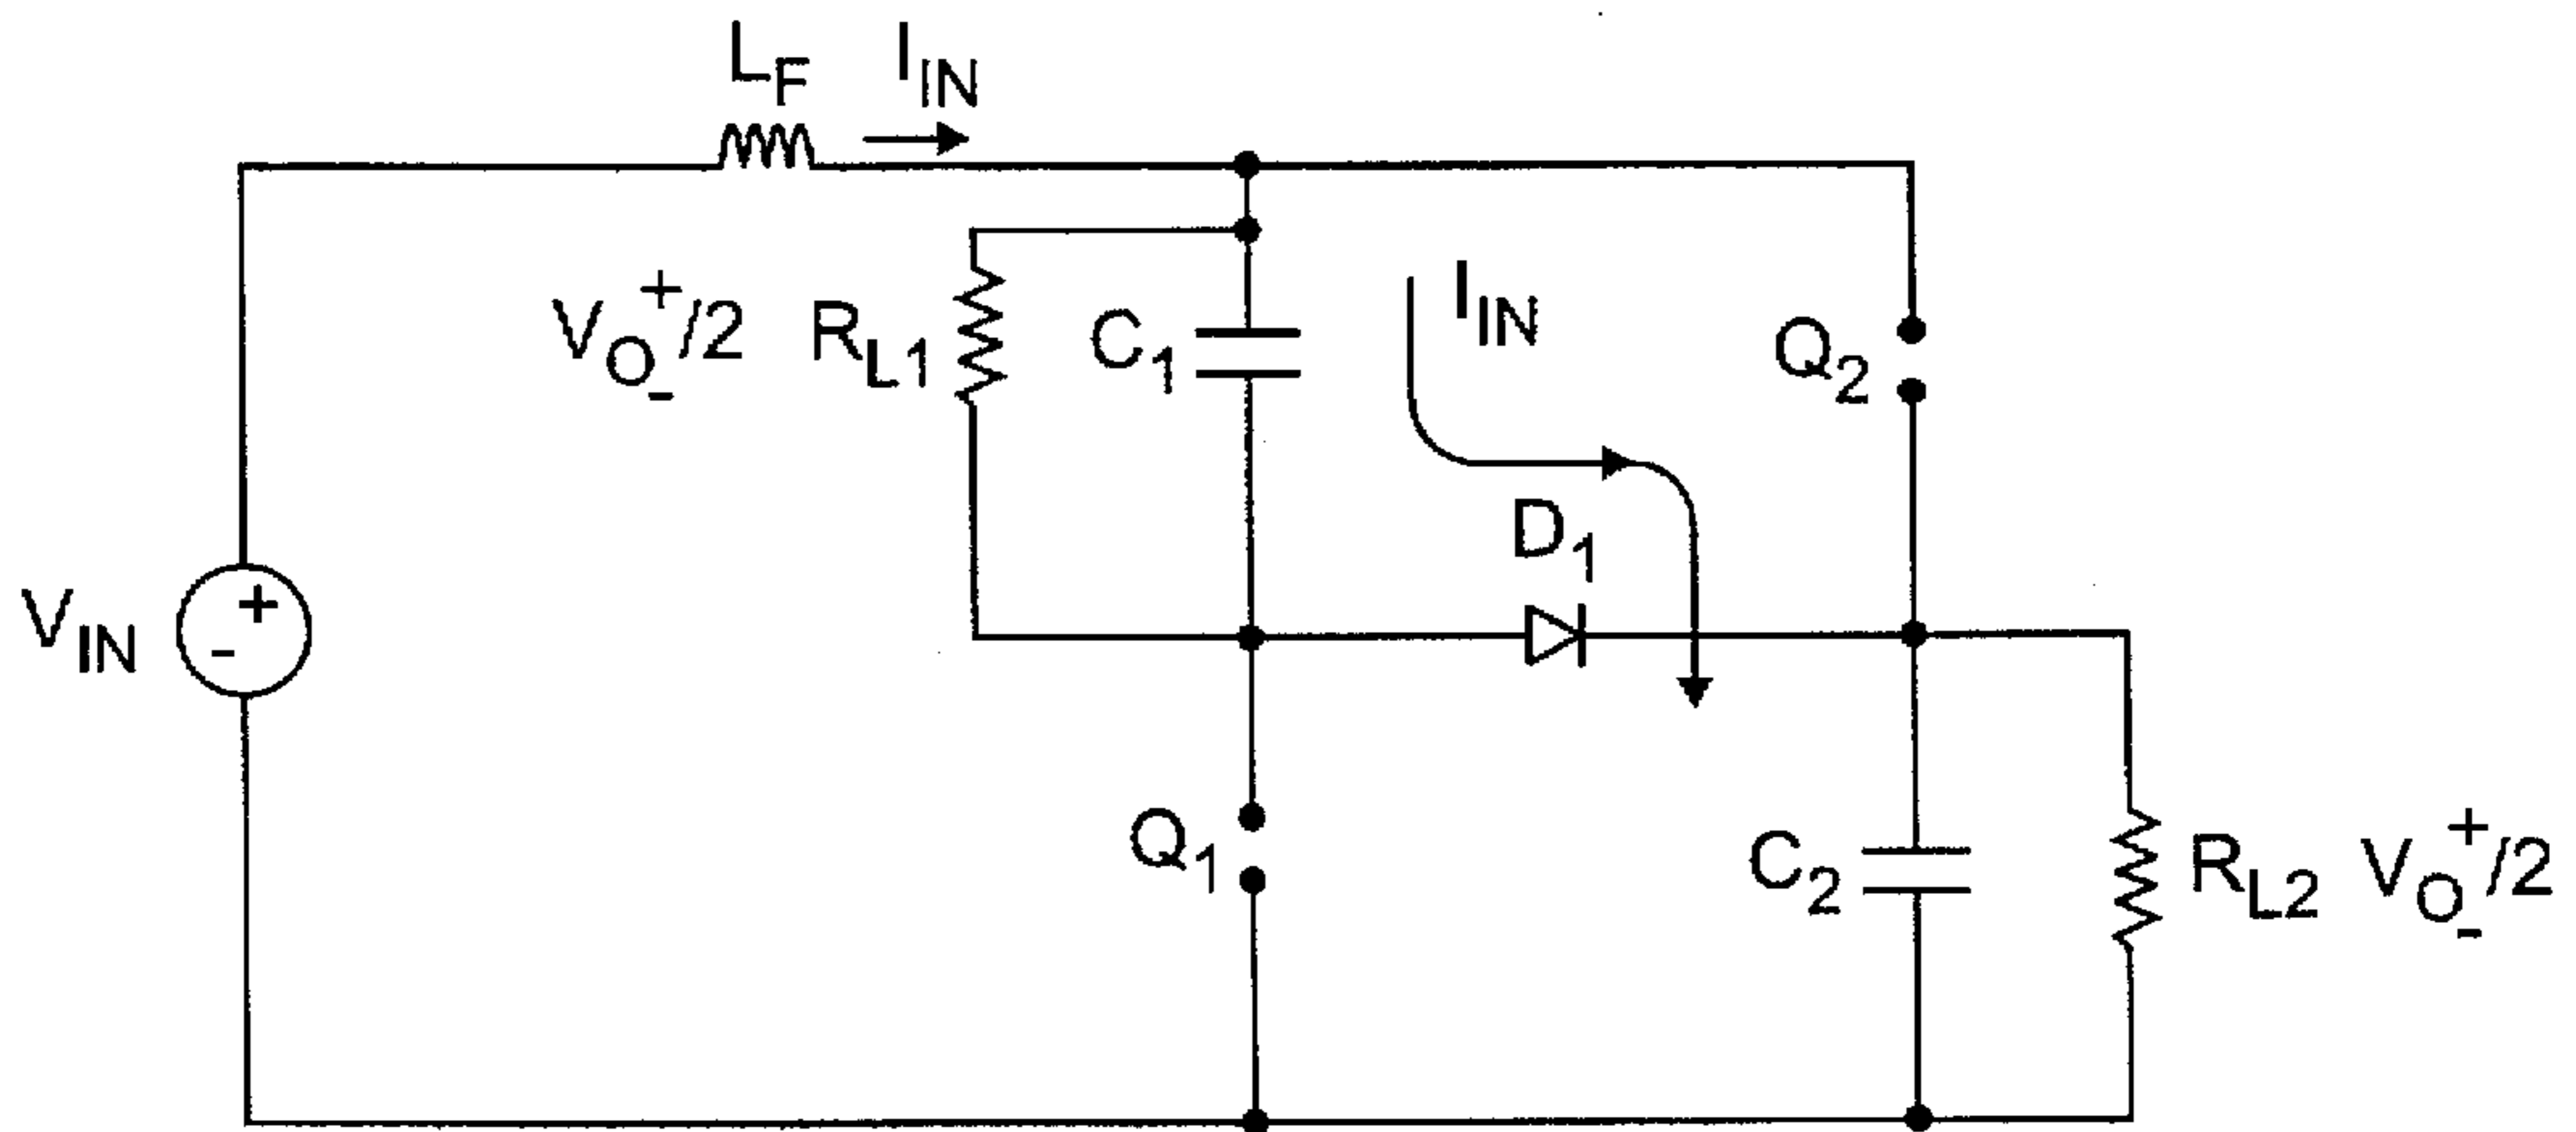 L_F I_IN
V_O^+_-/2 R_L1 C_1 I_IN Q_2
D_1
V_IN + -
Q_1 C_2 R_L2 V_O^+_-/2